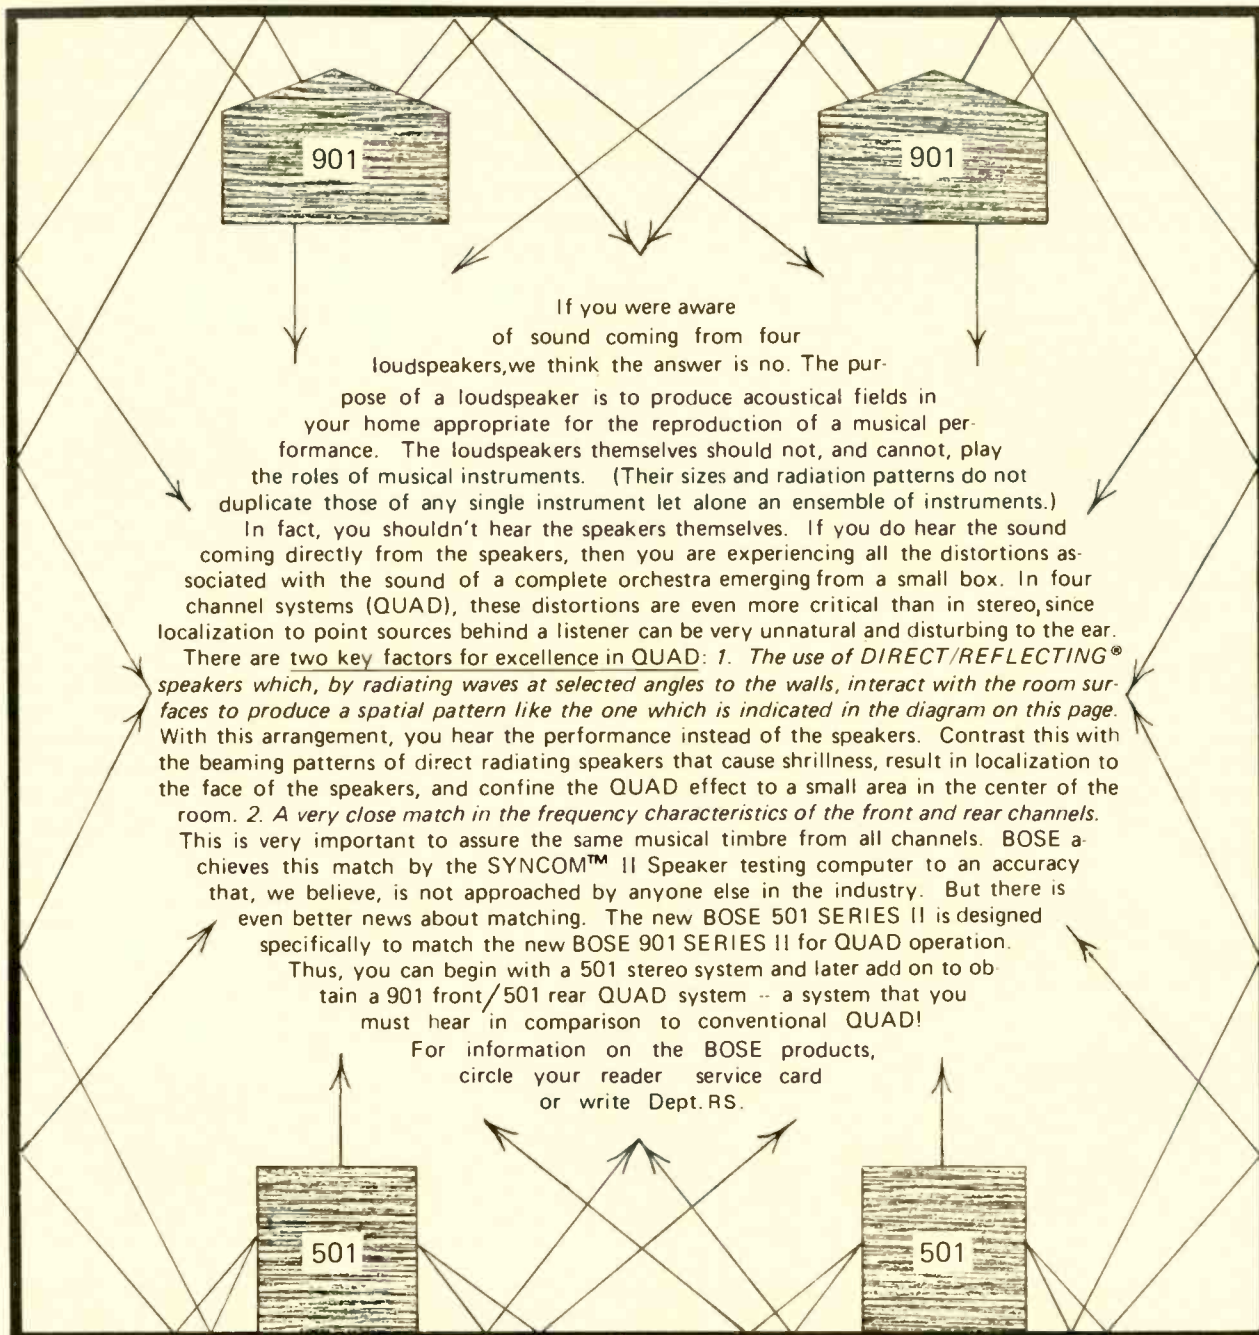 901
901
If you were aware
of sound coming from four
loudspeakers, we think the answer is no. The pur-
pose of a loudspeaker is to produce acoustical fields in
your home appropriate for the reproduction of a musical per-
formance. The loudspeakers themselves should not, and cannot, play
the roles of musical instruments. (Their sizes and radiation patterns do not
duplicate those of any single instrument let alone an ensemble of instruments.)
In fact, you shouldn't hear the speakers themselves. If you do hear the sound
coming directly from the speakers, then you are experiencing all the distortions as-
sociated with the sound of a complete orchestra emerging from a small box. In four
channel systems (QUAD), these distortions are even more critical than in stereo, since
localization to point sources behind a listener can be very unnatural and disturbing to the ear.
There are two key factors for excellence in QUAD: 1. The use of DIRECT/REFLECTING®
speakers which, by radiating waves at selected angles to the walls, interact with the room sur-
faces to produce a spatial pattern like the one which is indicated in the diagram on this page.
With this arrangement, you hear the performance instead of the speakers. Contrast this with
the beaming patterns of direct radiating speakers that cause shrillness, result in localization to
the face of the speakers, and confine the QUAD effect to a small area in the center of the
room. 2. A very close match in the frequency characteristics of the front and rear channels.
This is very important to assure the same musical timbre from all channels. BOSE a-
chieves this match by the SYNCOM™ II Speaker testing computer to an accuracy
that, we believe, is not approached by anyone else in the industry. But there is
even better news about matching. The new BOSE 501 SERIES II is designed
specifically to match the new BOSE 901 SERIES II for QUAD operation.
Thus, you can begin with a 501 stereo system and later add on to ob
tain a 901 front/501 rear QUAD system -- a system that you
must hear in comparison to conventional QUAD!
For information on the BOSE products,
circle your reader service card
or write Dept. RS.
501
501